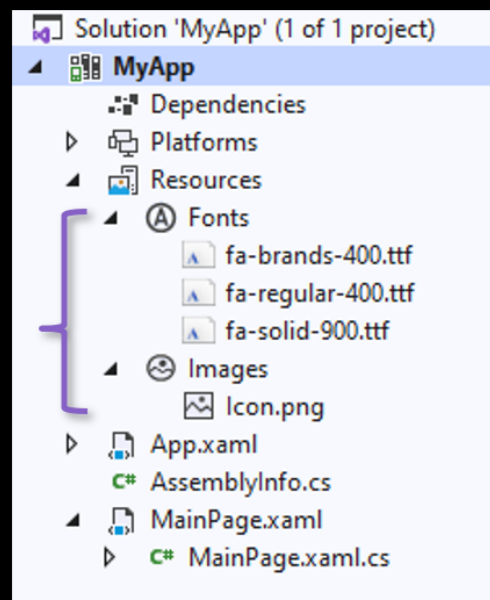 Solution 'MyApp' (1 of 1 project)
MyApp
Dependencies
Platforms
Resources
Fonts
fa-brands-400.ttf
fa-regular-400.ttf
fa-solid-900.ttf
Images
Icon.png
App.xaml
C# AssemblyInfo.cs
MainPage.xaml
C# MainPage.xaml.cs